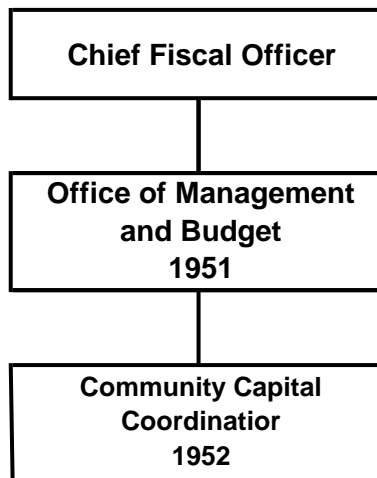 Chief Fiscal Officer
Office of Management
and Budget
1951
Community Capital
Coordinatior
1952